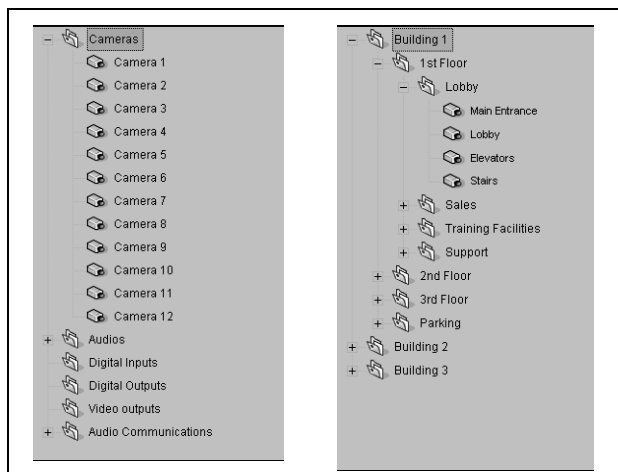 Cameras
Camera 1
Camera 2
Camera 3
Camera 4
Camera 5
Camera 6
Camera 7
Camera 8
Camera 9
Camera 10
Camera 11
Camera 12
Audios
Digital Inputs
Digital Outputs
Video outputs
Audio Communications
Building 1
1st Floor
Lobby
Main Entrance
Lobby
Elevators
Stairs
Sales
Training Facilities
Support
2nd Floor
3rd Floor
Parking
Building 2
Building 3